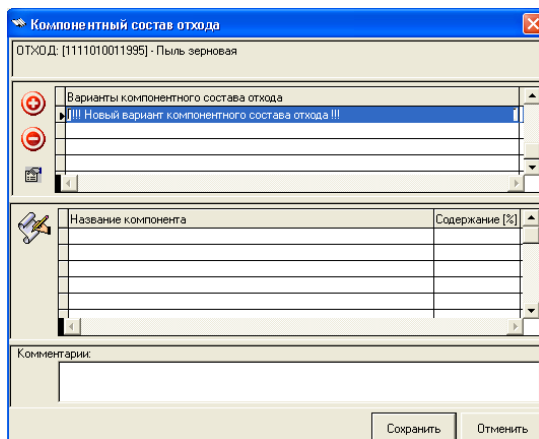 Компонентный состав отхода
ОТХОД: [1111010011995] - Пыль зерновая
Варианты компонентного состава отхода
!!! Новый вариант компонентного состава отхода !!!
Название компонента Содержание [%]
Комментарии:
Сохранить Отменить